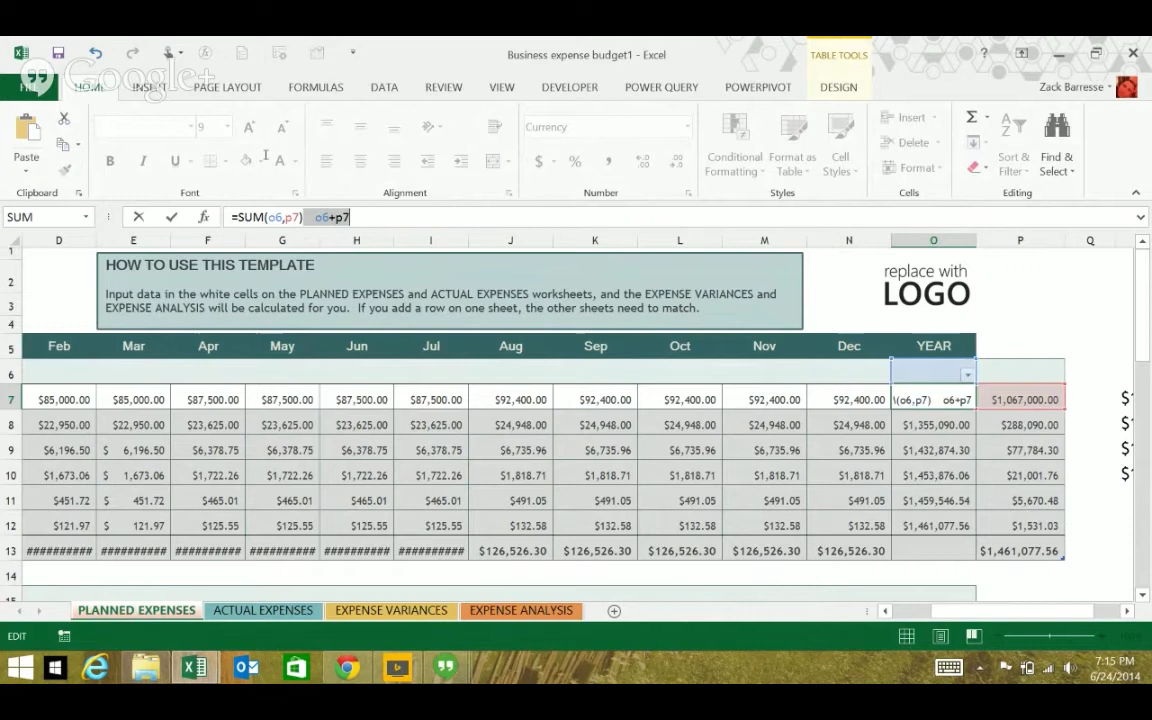 Business expense budget1 - Excel
TABLE TOOLS
?
Google+
FILE HOME INSERT PAGE LAYOUT FORMULAS DATA REVIEW VIEW DEVELOPER POWER QUERY POWERPIVOT DESIGN Zack Barresse
9 A A Currency Σ Insert
Paste B I U A $ % , Conditional Formatting Format as Table Cell Styles Delete Sort & Filter Find & Select
Format
Clipboard Font Alignment Number Styles Cells Editing
SUM fx =SUM(o6,p7) o6+p7
D E F G H I J K L M N O P Q
1 HOW TO USE THIS TEMPLATE
2 replace with
LOGO
3 Input data in the white cells on the PLANNED EXPENSES and ACTUAL EXPENSES worksheets, and the EXPENSE VARIANCES and
4 EXPENSE ANALYSIS will be calculated for you. If you add a row on one sheet, the other sheets need to match.
5 Feb Mar Apr May Jun Jul Aug Sep Oct Nov Dec YEAR
6
7 $85,000.00 $85,000.00 $87,500.00 $87,500.00 $87,500.00 $87,500.00 $92,400.00 $92,400.00 $92,400.00 $92,400.00 $92,400.00 (o6,p7) o6+p7 $1,067,000.00
8 $22,950.00 $22,950.00 $23,625.00 $23,625.00 $23,625.00 $23,625.00 $24,948.00 $24,948.00 $24,948.00 $24,948.00 $24,948.00 $1,355,090.00 $288,090.00
9 $6,196.50 $ 6,196.50 $6,378.75 $6,378.75 $6,378.75 $6,378.75 $6,735.96 $6,735.96 $6,735.96 $6,735.96 $6,735.96 $1,432,874.30 $77,784.30
10 $1,673.06 $ 1,673.06 $1,722.26 $1,722.26 $1,722.26 $1,722.26 $1,818.71 $1,818.71 $1,818.71 $1,818.71 $1,818.71 $1,453,876.06 $21,001.76
11 $451.72 $ 451.72 $465.01 $465.01 $465.01 $465.01 $491.05 $491.05 $491.05 $491.05 $491.05 $1,459,546.54 $5,670.48
12 $121.97 $ 121.97 $125.55 $125.55 $125.55 $125.55 $132.58 $132.58 $132.58 $132.58 $132.58 $1,461,077.56 $1,531.03
13 ########## ########## ########## ########## ########## ########## $126,526.30 $126,526.30 $126,526.30 $126,526.30 $126,526.30 $1,461,077.56
14
PLANNED EXPENSES ACTUAL EXPENSES EXPENSE VARIANCES EXPENSE ANALYSIS
EDIT
7:15 PM
6/24/2014